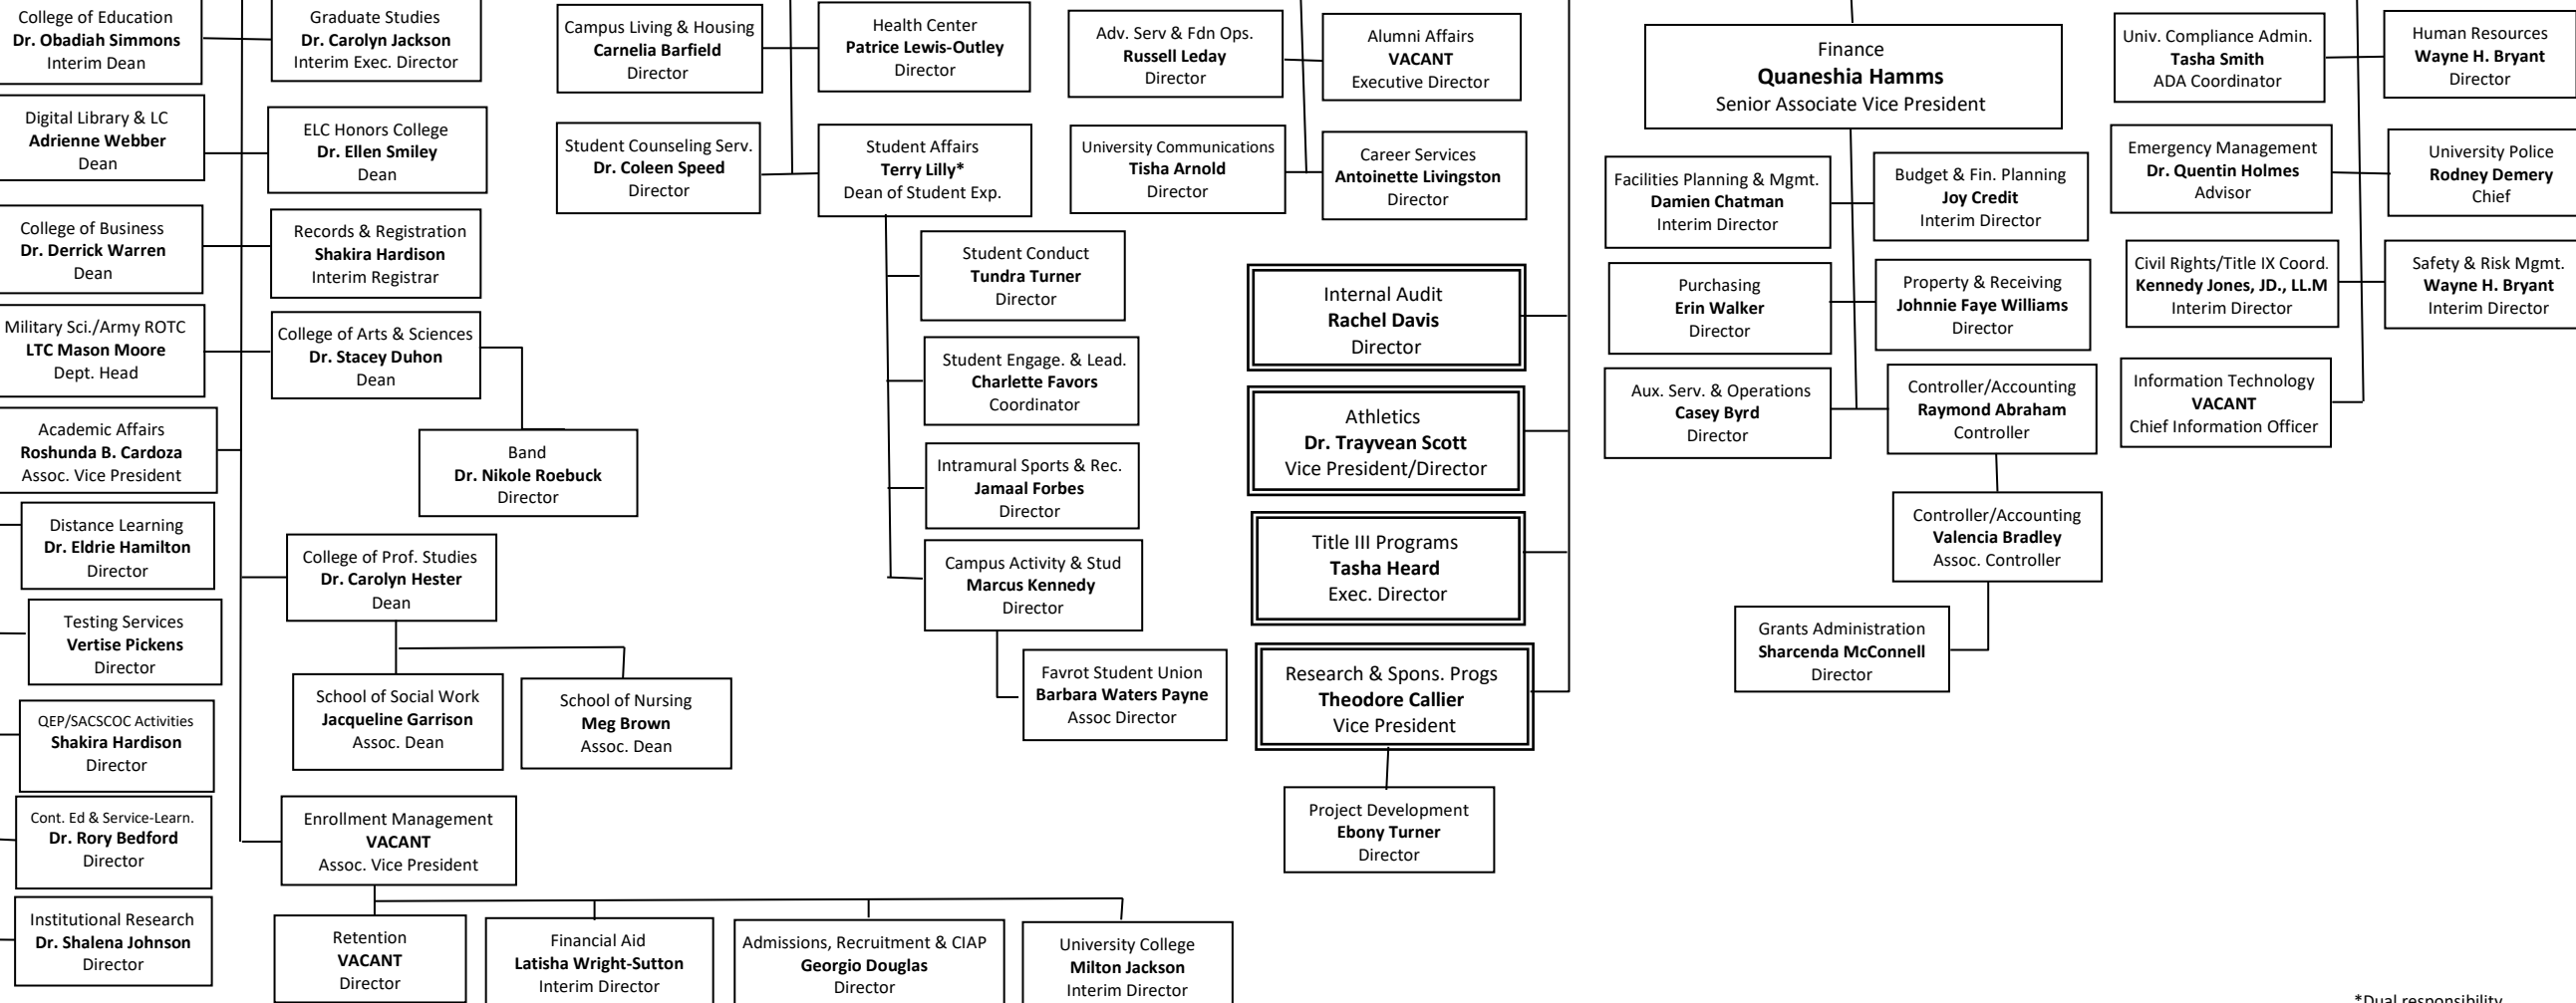 College of Education
Dr. Obadiah Simmons
Interim Dean
Graduate Studies
Dr. Carolyn Jackson
Interim Exec. Director
Digital Library & LC
Adrienne Webber
Dean
ELC Honors College
Dr. Ellen Smiley
Dean
College of Business
Dr. Derrick Warren
Dean
Records & Registration
Shakira Hardison
Interim Registrar
Military Sci./Army ROTC
LTC Mason Moore
Dept. Head
College of Arts & Sciences
Dr. Stacey Duhon
Dean
Academic Affairs
Roshunda B. Cardoza
Assoc. Vice President
Band
Dr. Nikole Roebuck
Director
Distance Learning
Dr. Eldrie Hamilton
Director
College of Prof. Studies
Dr. Carolyn Hester
Dean
Testing Services
Vertise Pickens
Director
School of Social Work
Jacqueline Garrison
Assoc. Dean
School of Nursing
Meg Brown
Assoc. Dean
QEP/SACSCOC Activities
Shakira Hardison
Director
Cont. Ed & Service-Learn.
Dr. Rory Bedford
Director
Enrollment Management
VACANT
Assoc. Vice President
Institutional Research
Dr. Shalena Johnson
Director
Retention
VACANT
Director
Financial Aid
Latisha Wright-Sutton
Interim Director
Admissions, Recruitment & CIAP
Georgio Douglas
Director
University College
Milton Jackson
Interim Director
Campus Living & Housing
Carnelia Barfield
Director
Health Center
Patrice Lewis-Outley
Director
Student Counseling Serv.
Dr. Coleen Speed
Director
Student Affairs
Terry Lilly*
Dean of Student Exp.
Student Conduct
Tundra Turner
Director
Student Engage. & Lead.
Charlette Favors
Coordinator
Intramural Sports & Rec.
Jamaal Forbes
Director
Campus Activity & Stud
Marcus Kennedy
Director
Favrot Student Union
Barbara Waters Payne
Assoc Director
Adv. Serv & Fdn Ops.
Russell Leday
Director
Alumni Affairs
VACANT
Executive Director
University Communications
Tisha Arnold
Director
Career Services
Antoinette Livingston
Director
Internal Audit
Rachel Davis
Director
Athletics
Dr. Trayvean Scott
Vice President/Director
Title III Programs
Tasha Heard
Exec. Director
Research & Spons. Progs
Theodore Callier
Vice President
Project Development
Ebony Turner
Director
Finance
Quaneshia Hamms
Senior Associate Vice President
Facilities Planning & Mgmt.
Damien Chatman
Interim Director
Budget & Fin. Planning
Joy Credit
Interim Director
Purchasing
Erin Walker
Director
Property & Receiving
Johnnie Faye Williams
Director
Aux. Serv. & Operations
Casey Byrd
Director
Controller/Accounting
Raymond Abraham
Controller
Controller/Accounting
Valencia Bradley
Assoc. Controller
Grants Administration
Sharcenda McConnell
Director
Univ. Compliance Admin.
Tasha Smith
ADA Coordinator
Human Resources
Wayne H. Bryant
Director
Emergency Management
Dr. Quentin Holmes
Advisor
University Police
Rodney Demery
Chief
Civil Rights/Title IX Coord.
Kennedy Jones, JD., LL.M
Interim Director
Safety & Risk Mgmt.
Wayne H. Bryant
Interim Director
Information Technology
VACANT
Chief Information Officer
*Dual responsibility